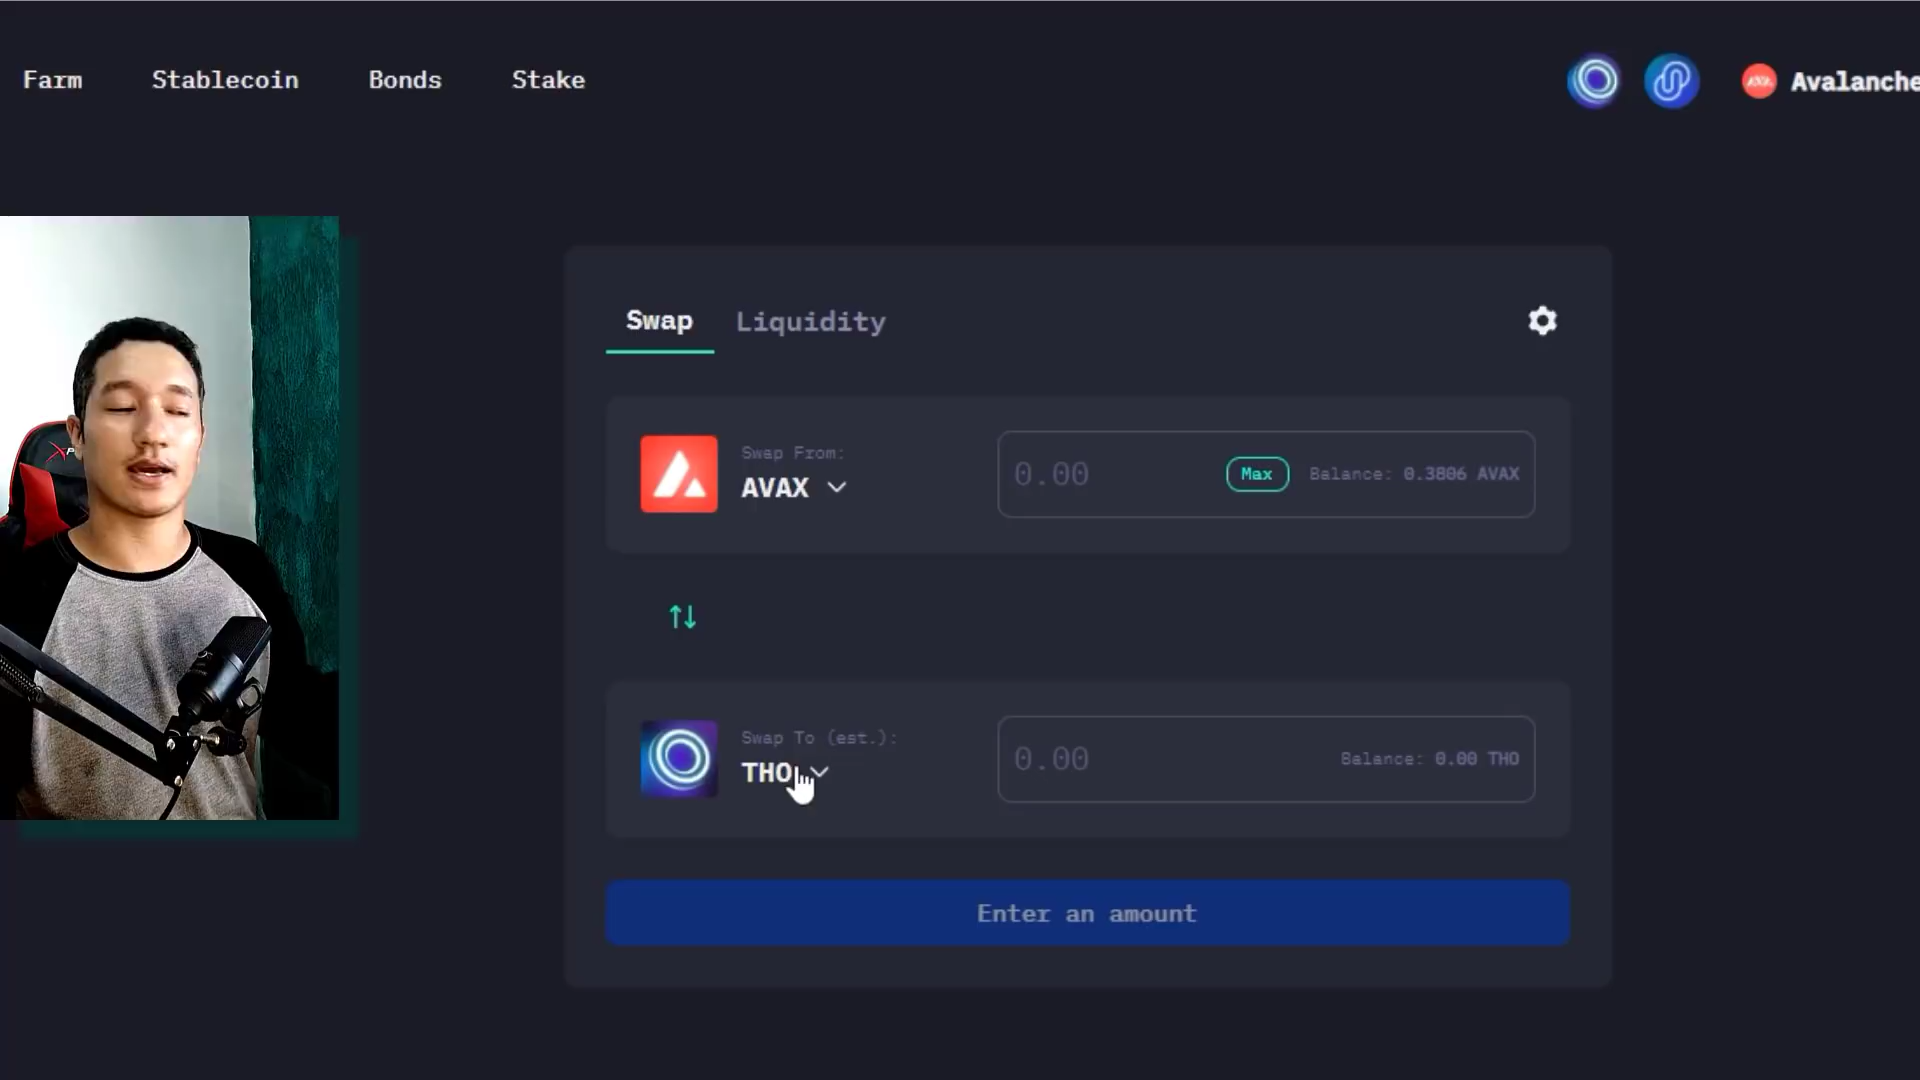 Farm Stablecoin Bonds Stake Avalanche
Swap Liquidity
Swap From:
AVAX
0.00 Max Balance: 0.3806 AVAX
Swap To (est.):
THO
0.00 Balance: 0.00 THO
Enter an amount